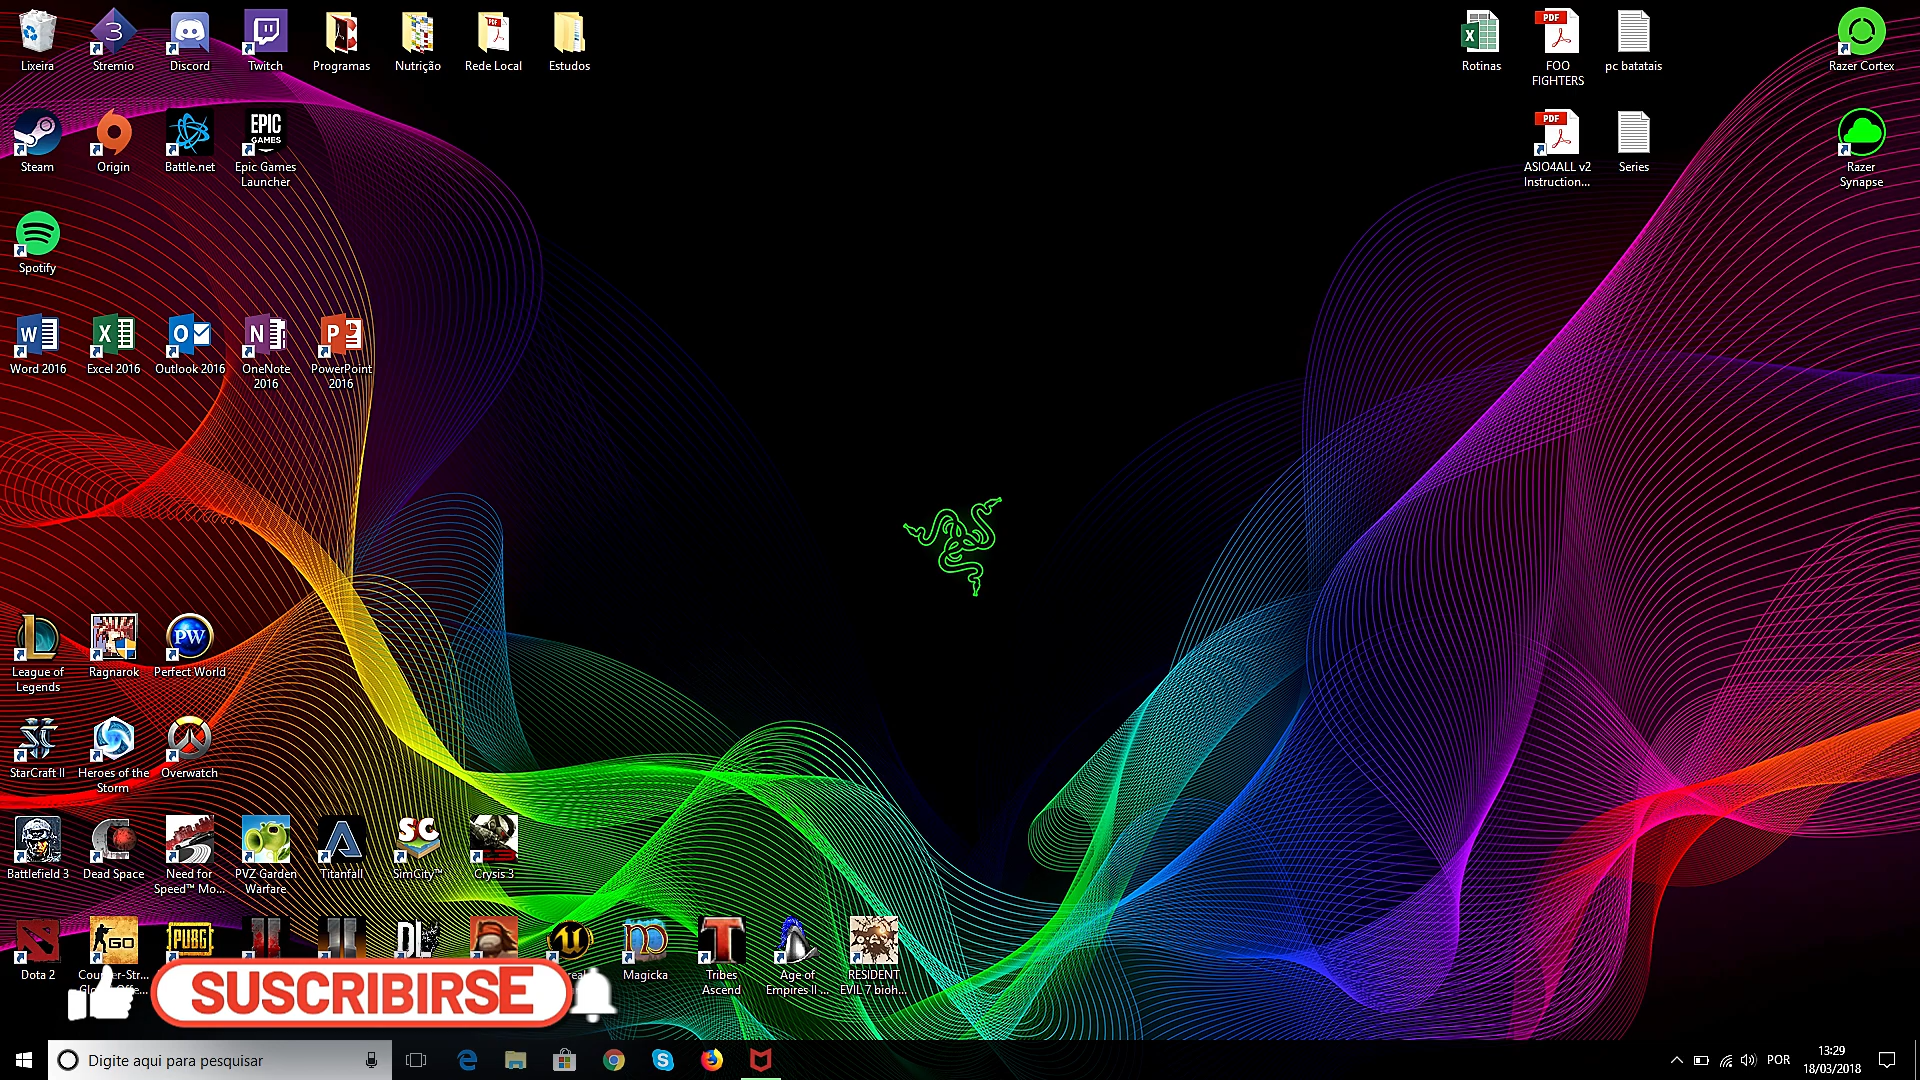 Lixeira
Stremio
Discord
Twitch
Programas
Nutrição
Rede Local
Estudos
Rotinas
FOO
FIGHTERS
pc batatais
Razer Cortex
Steam
Origin
Battle.net
Epic Games
Launcher
ASIO4ALL v2
Instruction...
Series
Razer
Synapse
Spotify
Word 2016
Excel 2016
Outlook 2016
OneNote
2016
PowerPoint
2016
League of
Legends
Ragnarok
Perfect World
StarCraft II
Heroes of the
Storm
Overwatch
Battlefield 3
Dead Space
Need for
Speed™ Mo...
PVZ Garden
Warfare
Titanfall
SimCity™
Crysis 3
Dota 2
Counter-Str...
Magicka
Tribes
Ascend
Age of
Empires II ...
RESIDENT
EVIL 7 bioh...
SUSCRIBIRSE
Digite aqui para pesquisar
POR
13:29
18/03/2018